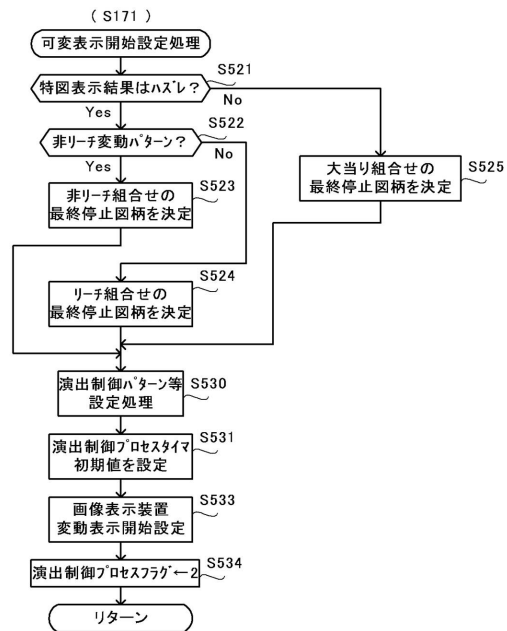 ( S171 )
可変表示開始設定処理
S521
特図表示結果はﾊｽﾞﾚ?
No
Yes
S522
非ﾘｰﾁ変動ﾊﾟﾀｰﾝ?
No
Yes
S523
非ﾘｰﾁ組合せの
最終停止図柄を決定
S525
大当り組合せの
最終停止図柄を決定
S524
ﾘｰﾁ組合せの
最終停止図柄を決定
S530
演出制御ﾊﾟﾀｰﾝ等
設定処理
S531
演出制御ﾌﾟﾛｾｽﾀｲﾏ
初期値を設定
S533
画像表示装置
変動表示開始設定
S534
演出制御ﾌﾟﾛｾｽﾌﾗｸﾞ←2
リターン